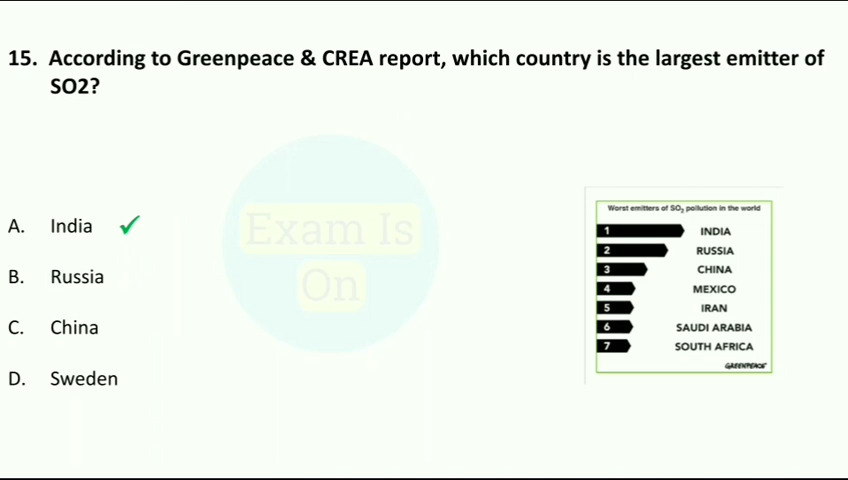 15. According to Greenpeace & CREA report, which country is the largest emitter of
SO2?
A. India ✓
B. Russia
C. China
D. Sweden
Exam Is
On
Worst emitters of SO₂ pollution in the world
1 INDIA
2 RUSSIA
3 CHINA
4 MEXICO
5 IRAN
6 SAUDI ARABIA
7 SOUTH AFRICA
GREENPEACE